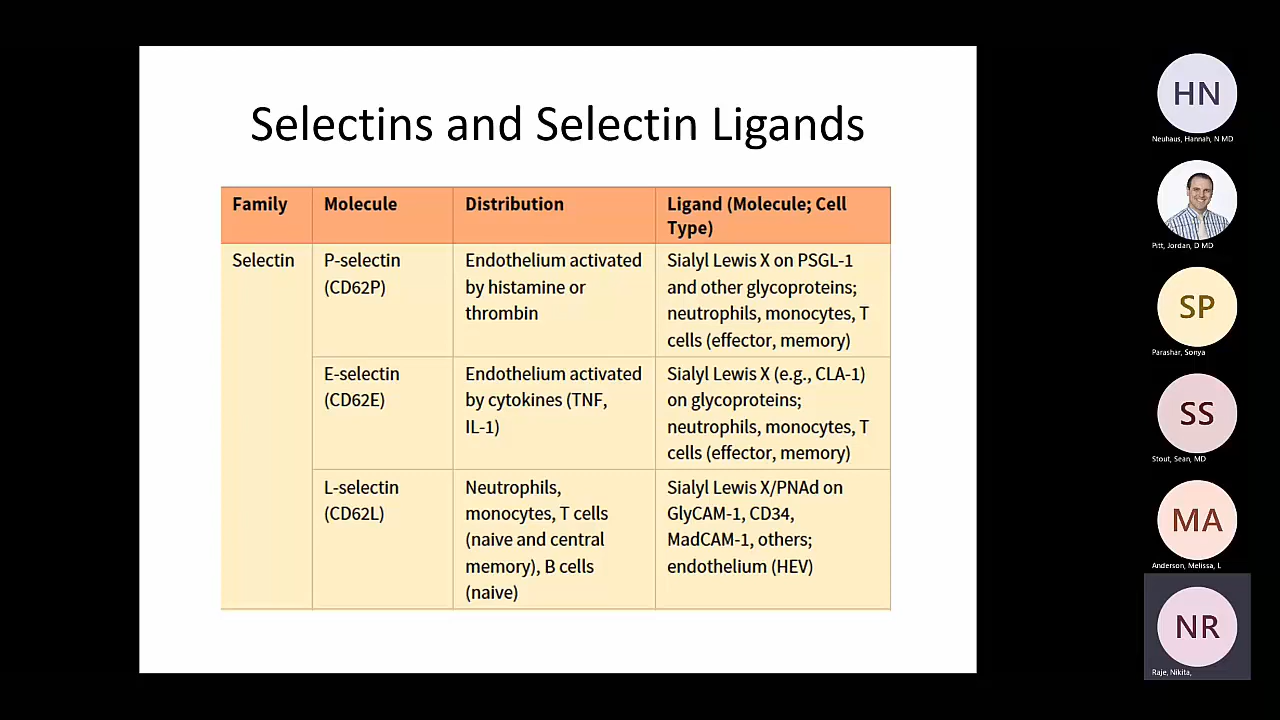 Selectins and Selectin Ligands
Family
Molecule
Distribution
Ligand (Molecule; Cell
Type)
Selectin
P-selectin
(CD62P)
Endothelium activated
by histamine or
thrombin
Sialyl Lewis X on PSGL-1
and other glycoproteins;
neutrophils, monocytes, T
cells (effector, memory)
E-selectin
(CD62E)
Endothelium activated
by cytokines (TNF,
IL-1)
Sialyl Lewis X (e.g., CLA-1)
on glycoproteins;
neutrophils, monocytes, T
cells (effector, memory)
L-selectin
(CD62L)
Neutrophils,
monocytes, T cells
(naive and central
memory), B cells
(naive)
Sialyl Lewis X/PNAd on
GlyCAM-1, CD34,
MadCAM-1, others;
endothelium (HEV)
HN
Neuhaus, Hannah, N MD
Pitt, Jordan, D MD
SP
Parashar, Sonya
SS
Stout, Sean, MD
MA
Anderson, Melissa, L
NR
Raje, Nikita,